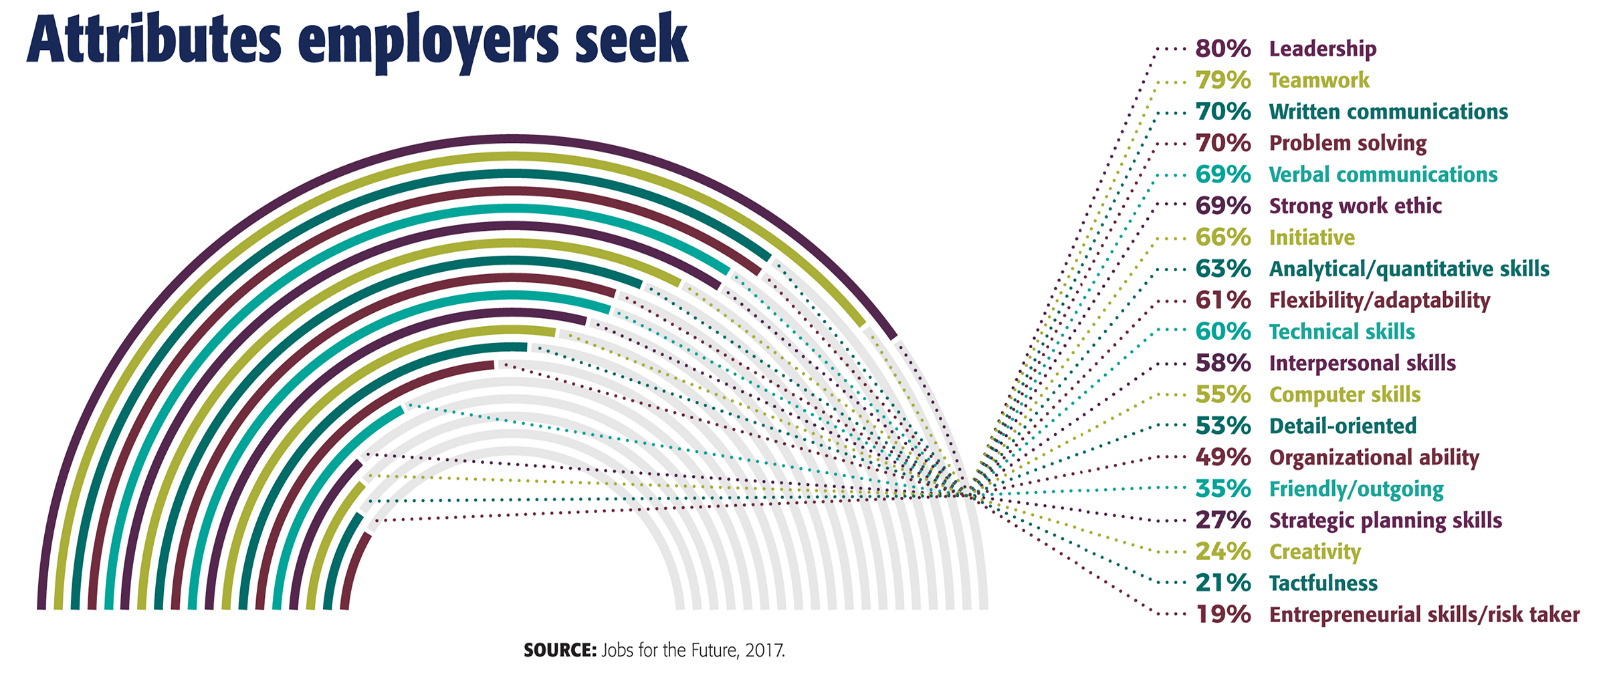 Attributes employers seek
80% Leadership
79% Teamwork
70% Written communications
70% Problem solving
69% Verbal communications
69% Strong work ethic
66% Initiative
63% Analytical/quantitative skills
61% Flexibility/adaptability
60% Technical skills
58% Interpersonal skills
55% Computer skills
53% Detail-oriented
49% Organizational ability
35% Friendly/outgoing
27% Strategic planning skills
24% Creativity
21% Tactfulness
19% Entrepreneurial skills/risk taker
SOURCE: Jobs for the Future, 2017.